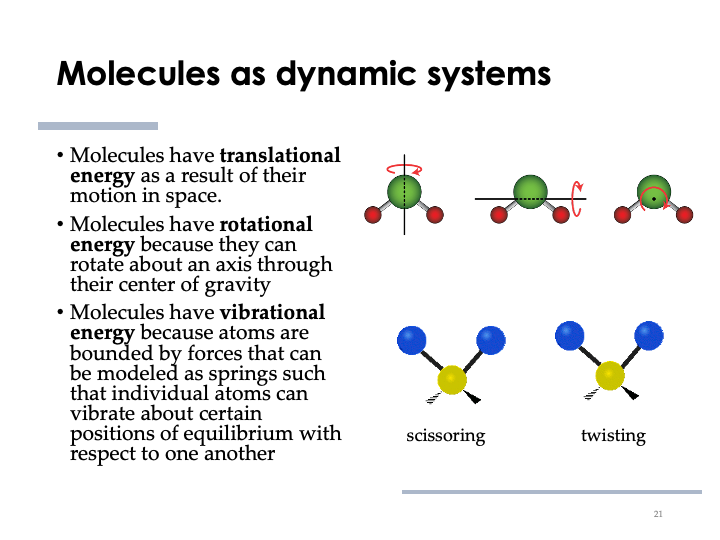 Molecules as dynamic systems
• Molecules have translational
energy as a result of their
motion in space.
• Molecules have rotational
energy because they can
rotate about an axis through
their center of gravity
• Molecules have vibrational
energy because atoms are
bounded by forces that can
be modeled as springs such
that individual atoms can
vibrate about certain
positions of equilibrium with
respect to one another
scissoring
twisting
21